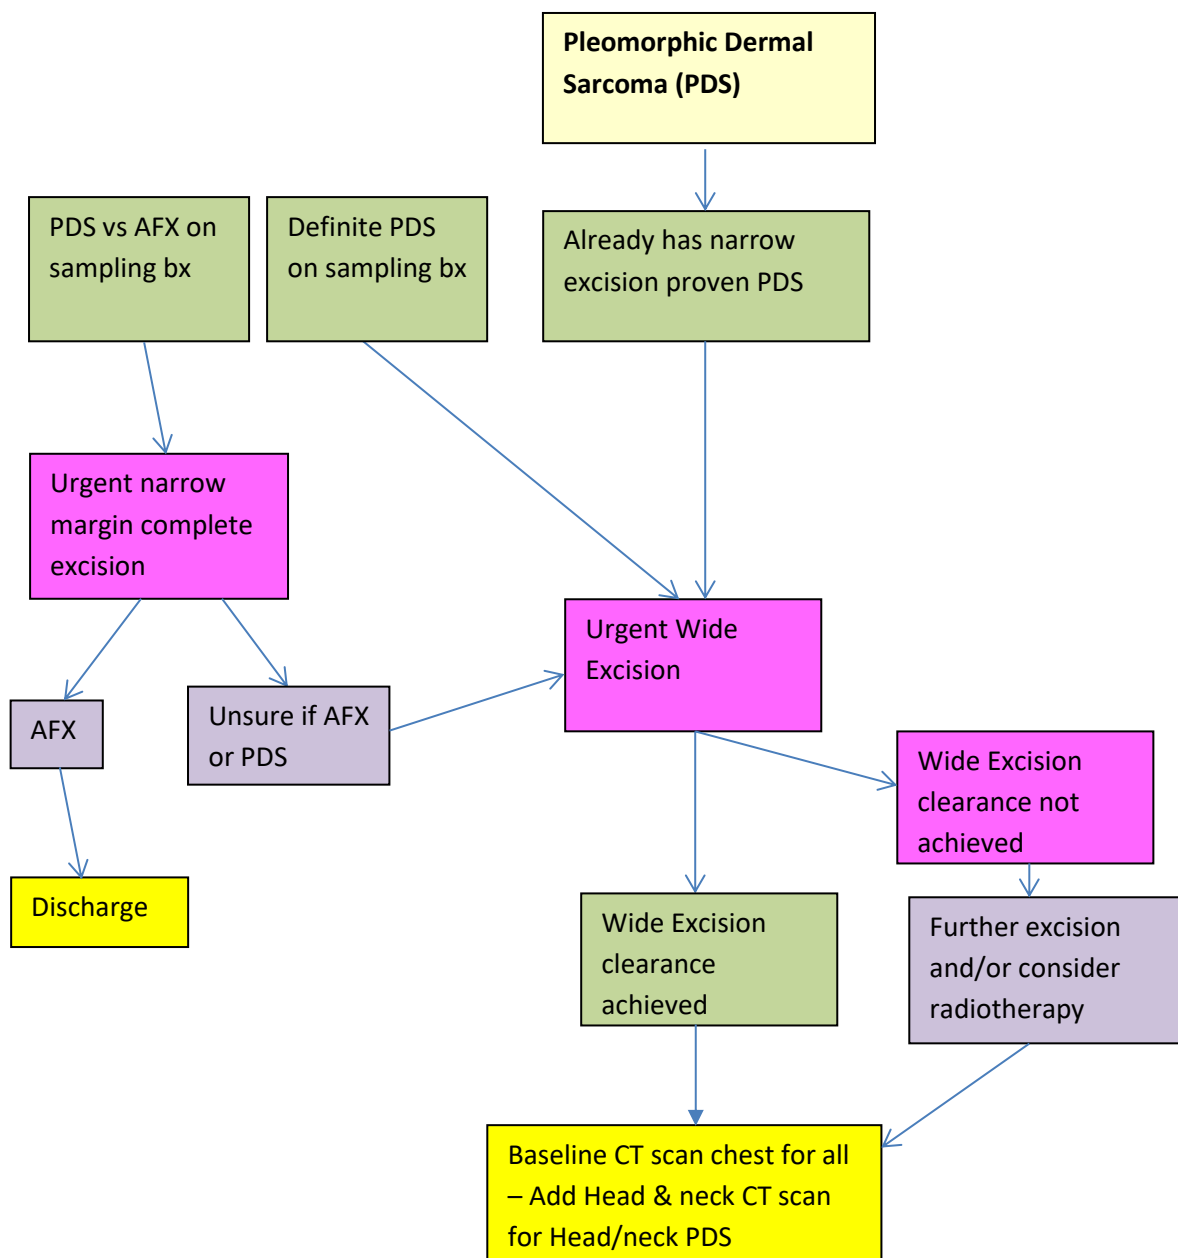 Pleomorphic Dermal
Sarcoma (PDS)
PDS vs AFX on
sampling bx
Definite PDS
on sampling bx
Already has narrow
excision proven PDS
Urgent narrow
margin complete
excision
Urgent Wide
Excision
AFX
Unsure if AFX
or PDS
Wide Excision
clearance not
achieved
Discharge
Wide Excision
clearance
achieved
Further excision
and/or consider
radiotherapy
Baseline CT scan chest for all
– Add Head & neck CT scan
for Head/neck PDS